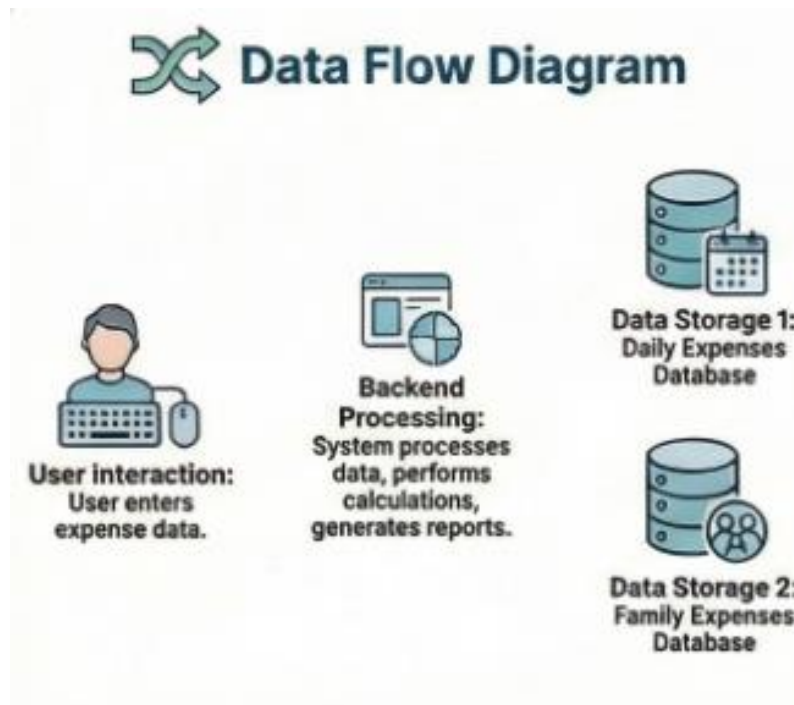 Data Flow Diagram
User interaction:
User enters
expense data.
Backend
Processing:
System processes
data, performs
calculations,
generates reports.
Data Storage 1:
Daily Expenses
Database
Data Storage 2:
Family Expenses
Database